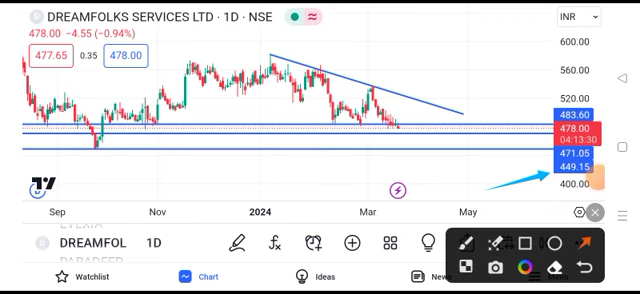 DREAMFOLKS SERVICES LTD · 1D · NSE
INR
478.00 −4.55 (−0.94%)
477.65 0.35 478.00
600.00
560.00
520.00
483.60
478.00
04:13:30
471.05
449.15
400.00
Sep Nov 2024 Mar May
DREAMFOL 1D
Watchlist Chart Ideas News